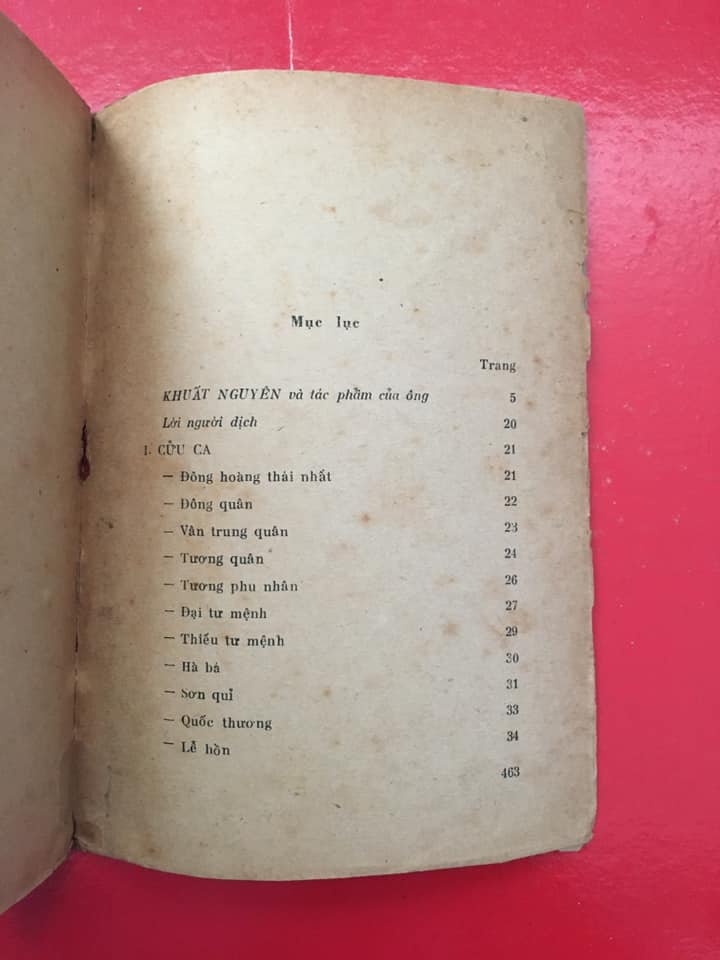 Mục lục
Trang
KHUẤT NGUYÊN và tác phẩm của ông 5
Lời người dịch 20
I. CỬU CA 21
— Đông hoàng thái nhất 21
— Đông quân 22
— Vân trung quân 23
— Tương quân 24
— Tương phu nhân 26
— Đại tư mệnh 27
— Thiếu tư mệnh 29
— Hà bá 30
— Sơn quỉ 31
— Quốc thương 33
— Lễ hồn 34
463